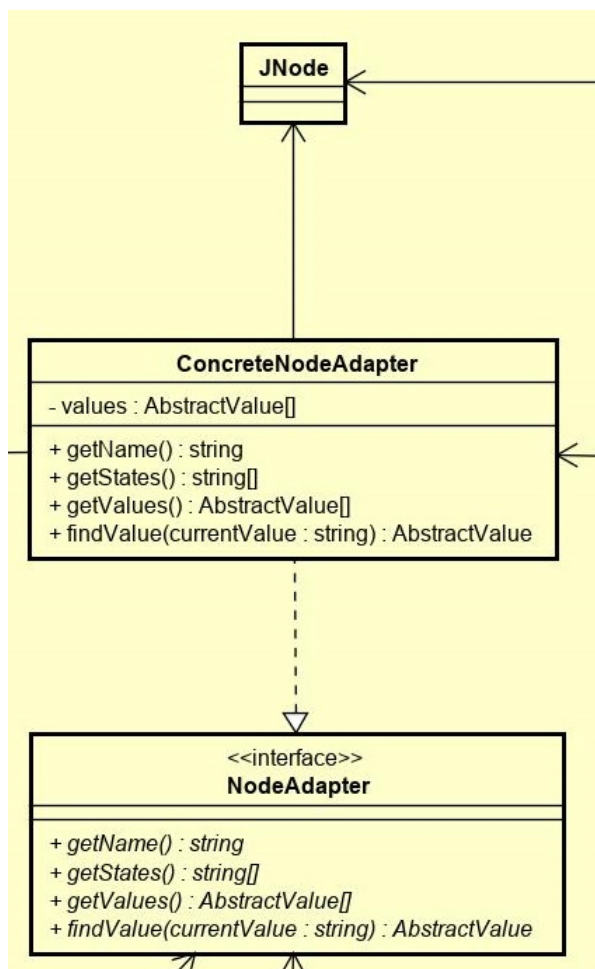 JNode
ConcreteNodeAdapter
- values : AbstractValue[]
+ getName() : string
+ getStates() : string[]
+ getValues() : AbstractValue[]
+ findValue(currentValue : string) : AbstractValue
<<interface>>
NodeAdapter
+ getName() : string
+ getStates() : string[]
+ getValues() : AbstractValue[]
+ findValue(currentValue : string) : AbstractValue